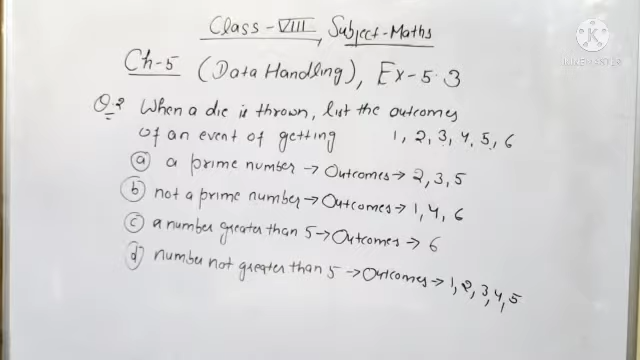 Class-VIII, Subject-Maths
Ch-5 (Data Handling), Ex-5.3
Q.2 When a die is thrown, list the outcomes
of an event of getting 1, 2, 3, 4, 5, 6
(a) a prime number → Outcomes → 2, 3, 5
(b) not a prime number → Outcomes → 1, 4, 6
(c) a number greater than 5 → Outcomes → 6
(d) number not greater than 5 → Outcomes → 1, 2, 3, 4, 5
KINEMASTER